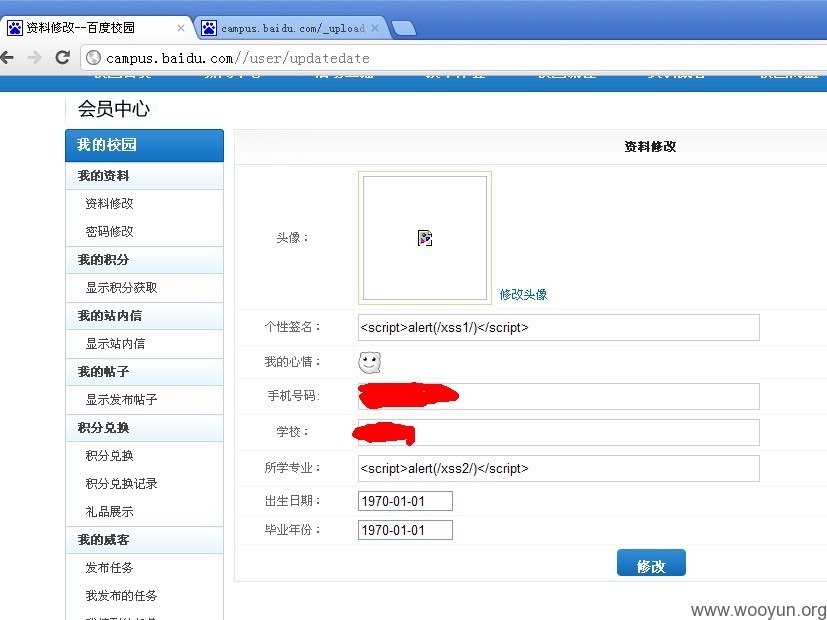 资料修改--百度校园
campus.baidu.com/_upload
campus.baidu.com//user/updatedate
会员中心
我的校园
资料修改
我的资料
资料修改
密码修改
头像：
我的积分
显示积分获取
修改头像
我的站内信
个性签名：
<script>alert(/xss1/)</script>
显示站内信
我的心情：
我的帖子
显示发布帖子
手机号码:
积分兑换
学校：
积分兑换
所学专业：
<script>alert(/xss2/)</script>
积分兑换记录
出生日期：
1970-01-01
礼品展示
毕业年份：
1970-01-01
我的威客
发布任务
修改
我发布的任务
www.wooyun.org